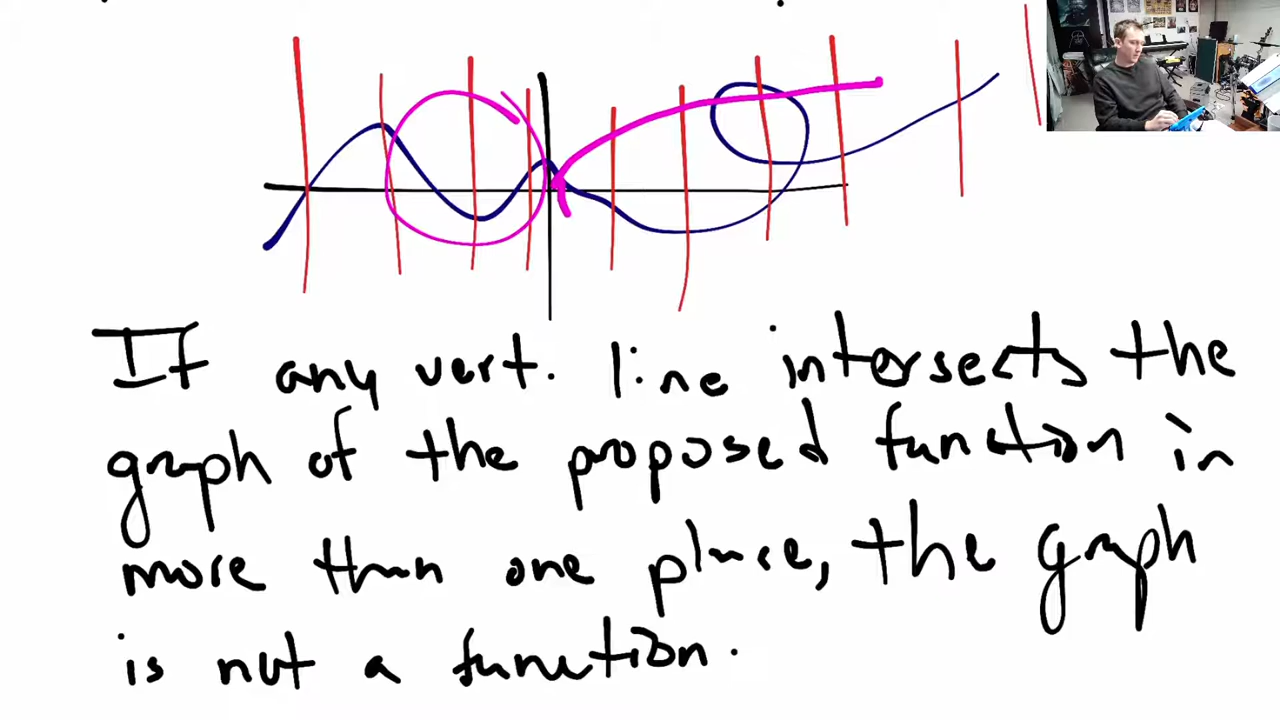 If any vert. line intersects the
graph of the proposed function in
more than one place, the graph
is not a function.